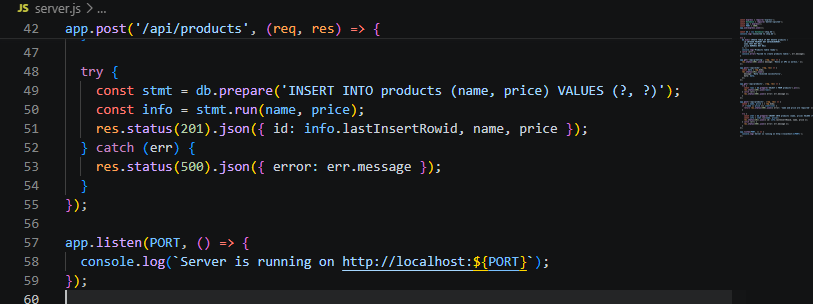 JS server.js > ...
42 app.post('/api/products', (req, res) => {
47
48 try {
49 const stmt = db.prepare('INSERT INTO products (name, price) VALUES (?, ?)');
50 const info = stmt.run(name, price);
51 res.status(201).json({ id: info.lastInsertRowid, name, price });
52 } catch (err) {
53 res.status(500).json({ error: err.message });
54 }
55 });
56
57 app.listen(PORT, () => {
58 console.log(`Server is running on http://localhost:${PORT}`);
59 });
60